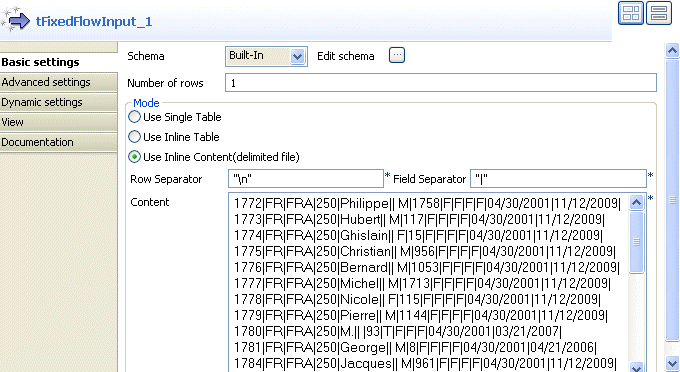 tFixedFlowInput_1
Basic settings
Advanced settings
Dynamic settings
View
Documentation
Schema Built-In Edit schema ...
Number of rows 1
Mode
Use Single Table
Use Inline Table
Use Inline Content(delimited file)
Row Separator "\n" * Field Separator "|" *
Content *
1772|FR|FRA|250|Philippe|| M|1758|F|F|F|F|04/30/2001|11/12/2009|
1773|FR|FRA|250|Hubert|| M|117|F|F|F|F|04/30/2001|11/12/2009|
1774|FR|FRA|250|Ghislain|| F|15|F|F|F|F|04/30/2001|11/12/2009|
1775|FR|FRA|250|Christian|| M|956|F|F|F|F|04/30/2001|11/12/2009|
1776|FR|FRA|250|Bernard|| M|1053|F|F|F|F|04/30/2001|11/12/2009|
1777|FR|FRA|250|Michel|| M|1713|F|F|F|F|04/30/2001|11/12/2009|
1778|FR|FRA|250|Nicole|| F|115|F|F|F|F|04/30/2001|11/12/2009|
1779|FR|FRA|250|Pierre|| M|1144|F|F|F|F|04/30/2001|11/12/2009|
1780|FR|FRA|250|M.|| |93|T|F|F|F|04/30/2001|03/21/2007|
1781|FR|FRA|250|George|| M|8|F|F|F|F|04/30/2001|04/21/2006|
1784|FR|FRA|250|Jacques|| M|961|F|F|F|F|04/30/2001|11/12/2009|